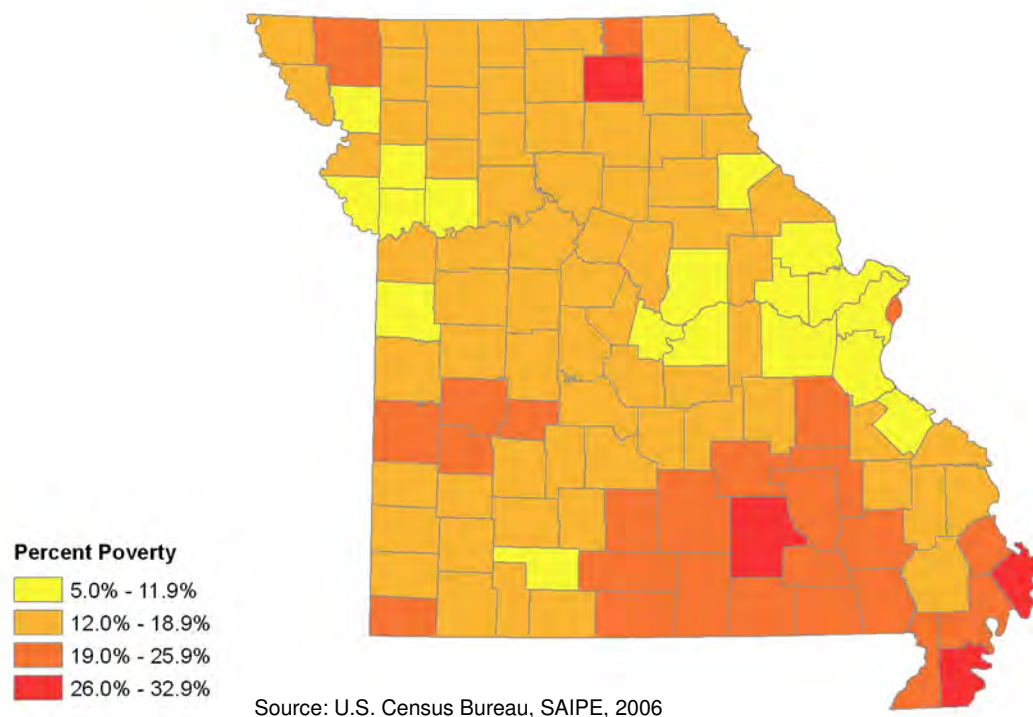 Percent Poverty
5.0% - 11.9%
12.0% - 18.9%
19.0% - 25.9%
26.0% - 32.9%
Source: U.S. Census Bureau, SAIPE, 2006